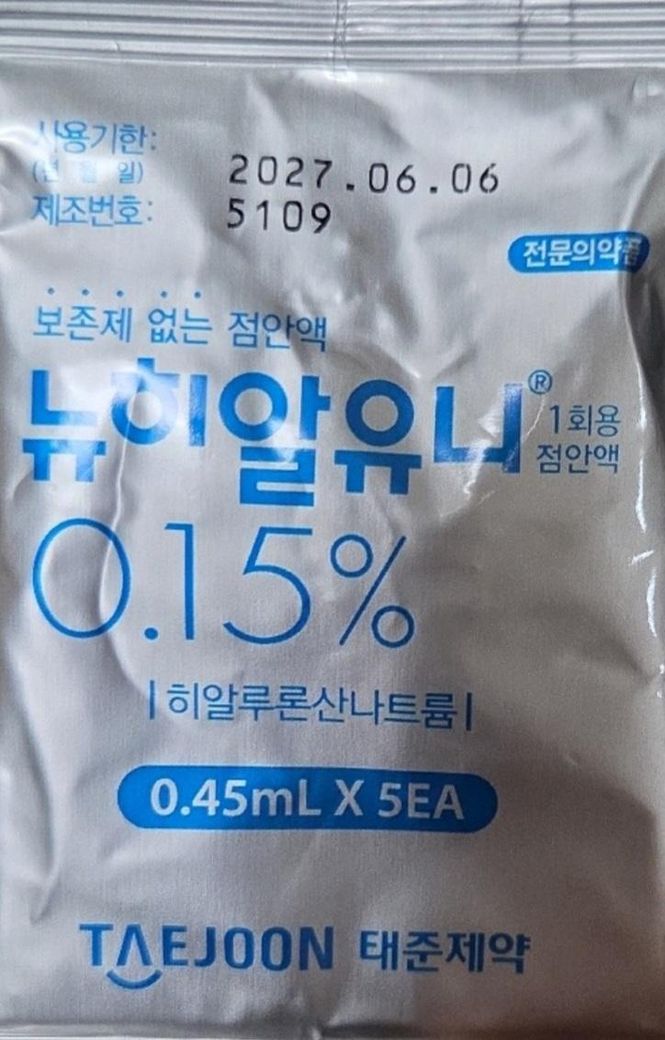 사용기한:
(년 월 일)
2027.06.06
제조번호:
5109
전문의약품
보존제 없는 점안액
뉴히알유니®
1회용
점안액
0.15%
|히알루론산나트륨|
0.45mL X 5EA
TAEJOON 태준제약